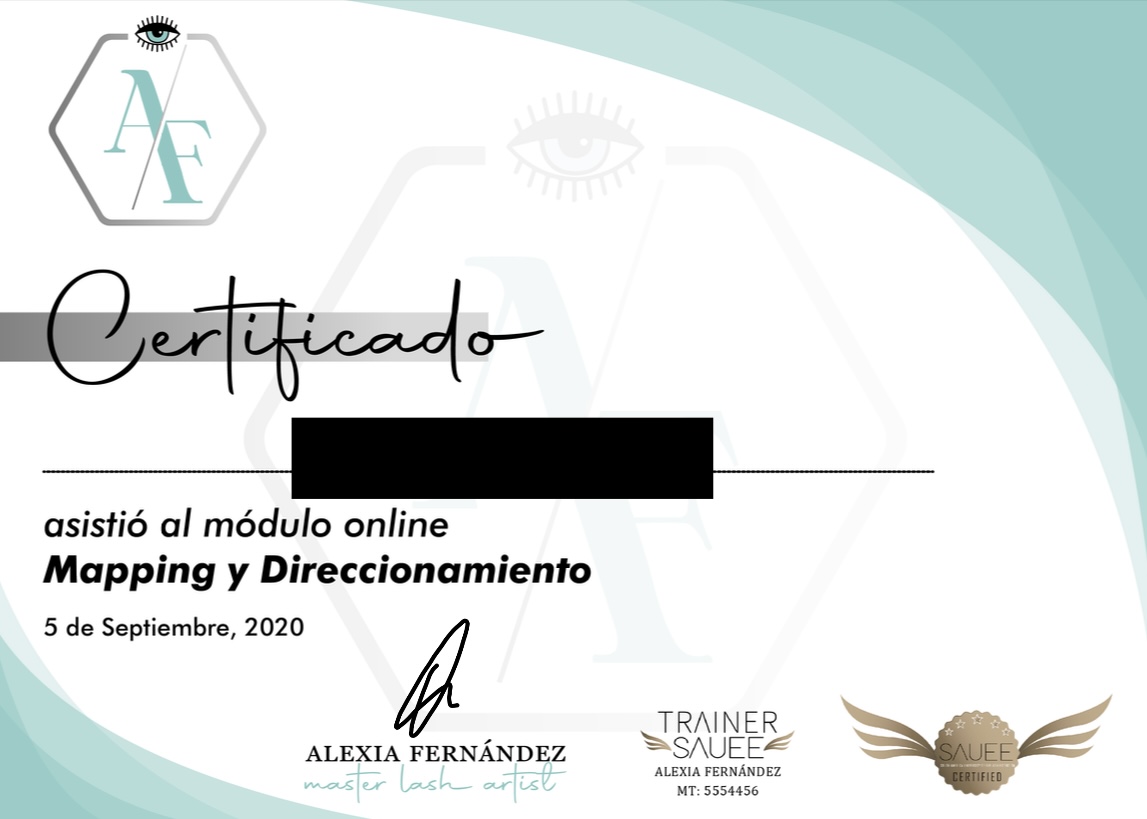 AF
Certificado
asistió al módulo online
Mapping y Direccionamiento
5 de Septiembre, 2020
ALEXIA FERNÁNDEZ
master lash artist
TRAINER
SAUEE
ALEXIA FERNÁNDEZ
MT: 5554456
SAUEE
CERTIFIED